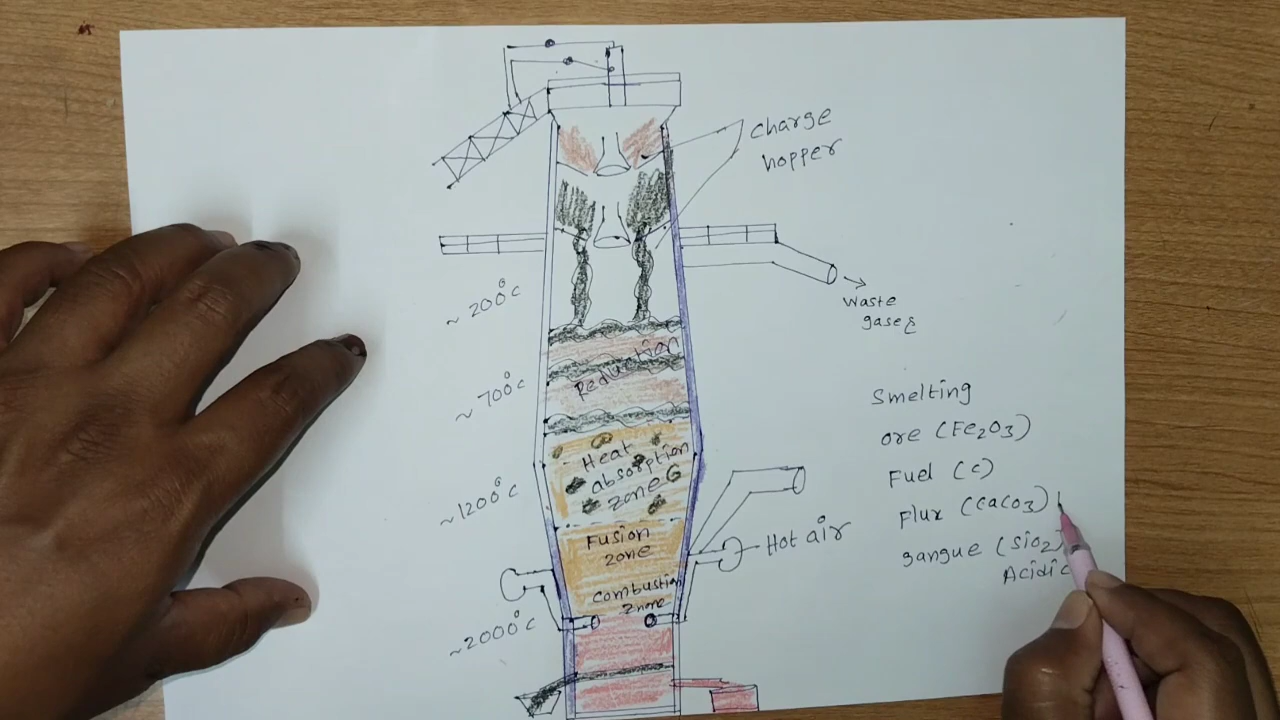 charge
hopper
waste
gases
~ 200°c
Reduction
~ 700°c
Heat
absorption
zone
~1200°c
Fusion
zone
Hot air
combustion
znone
~2000°c
Smelting
ore (Fe2O3)
Fuel (c)
Flux (CaCO3)
gangue (SiO2)
Acidic